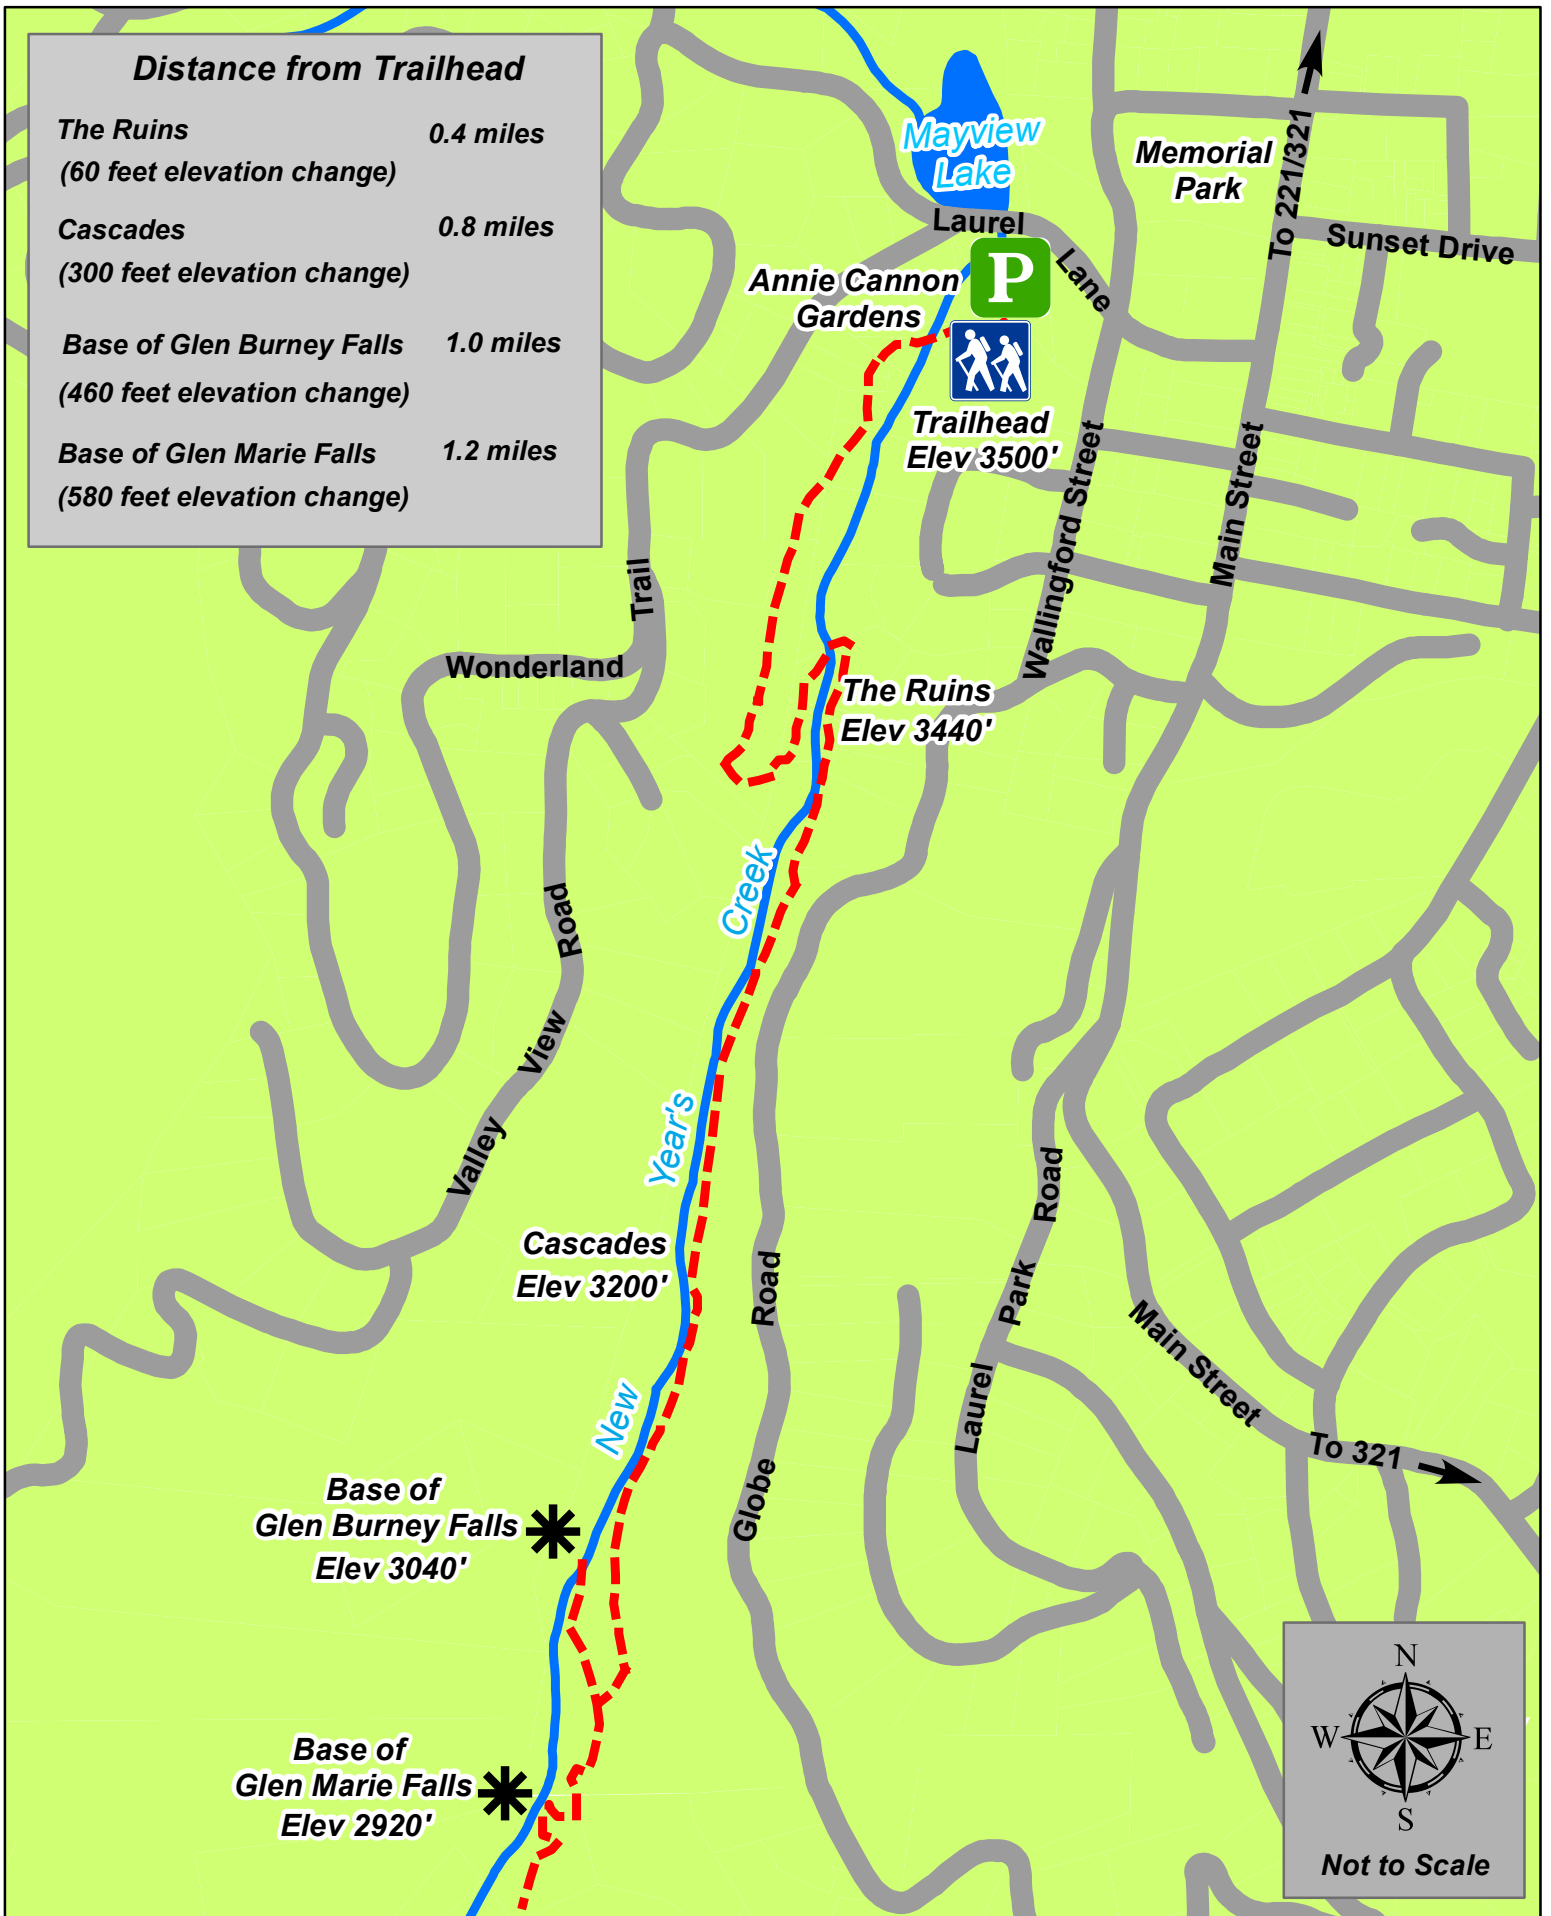 Distance from Trailhead
The Ruins 0.4 miles
(60 feet elevation change)
Cascades 0.8 miles
(300 feet elevation change)
Base of Glen Burney Falls 1.0 miles
(460 feet elevation change)
Base of Glen Marie Falls 1.2 miles
(580 feet elevation change)
Mayview
Lake
Memorial
Park
To 221/321
Laurel
Lane
Sunset Drive
Annie Cannon
Gardens
P
Trailhead
Elev 3500'
Wallingford Street
Main Street
Trail
Wonderland
The Ruins
Elev 3440'
Creek
Road
View
Valley
Year's
Cascades
Elev 3200'
Road
Road
Park
Laurel
Main Street
To 321
New
Globe
Base of
Glen Burney Falls
Elev 3040'
Base of
Glen Marie Falls
Elev 2920'
N
W
E
S
Not to Scale